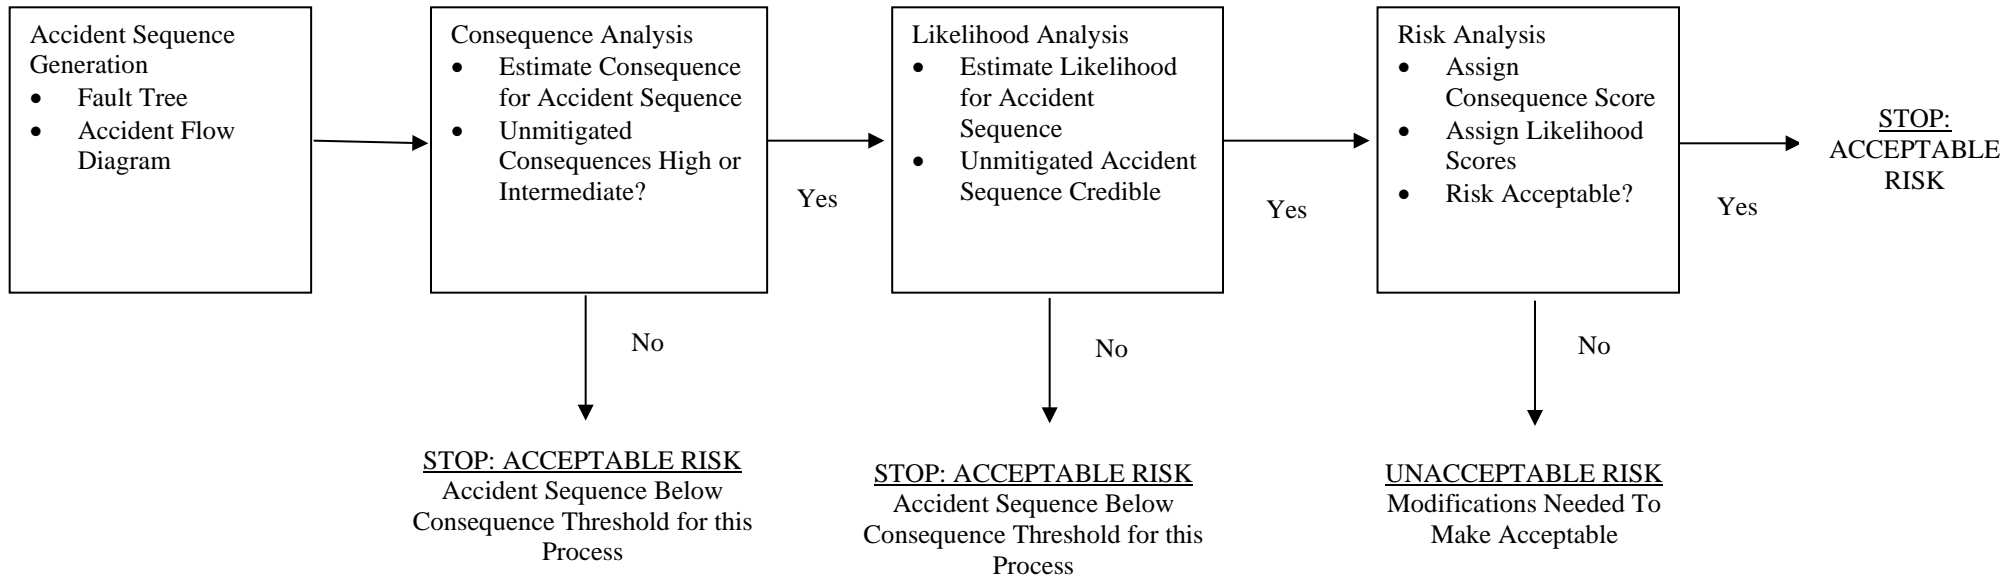 Accident Sequence
Generation
• Fault Tree
• Accident Flow
Diagram
Consequence Analysis
• Estimate Consequence
for Accident Sequence
• Unmitigated
Consequences High or
Intermediate?
Yes
No
STOP: ACCEPTABLE RISK
Accident Sequence Below
Consequence Threshold for this
Process
Likelihood Analysis
• Estimate Likelihood
for Accident
Sequence
• Unmitigated Accident
Sequence Credible
Yes
No
STOP: ACCEPTABLE RISK
Accident Sequence Below
Consequence Threshold for this
Process
Risk Analysis
• Assign
Consequence Score
• Assign Likelihood
Scores
• Risk Acceptable?
Yes
No
UNACCEPTABLE RISK
Modifications Needed To
Make Acceptable
STOP:
ACCEPTABLE
RISK